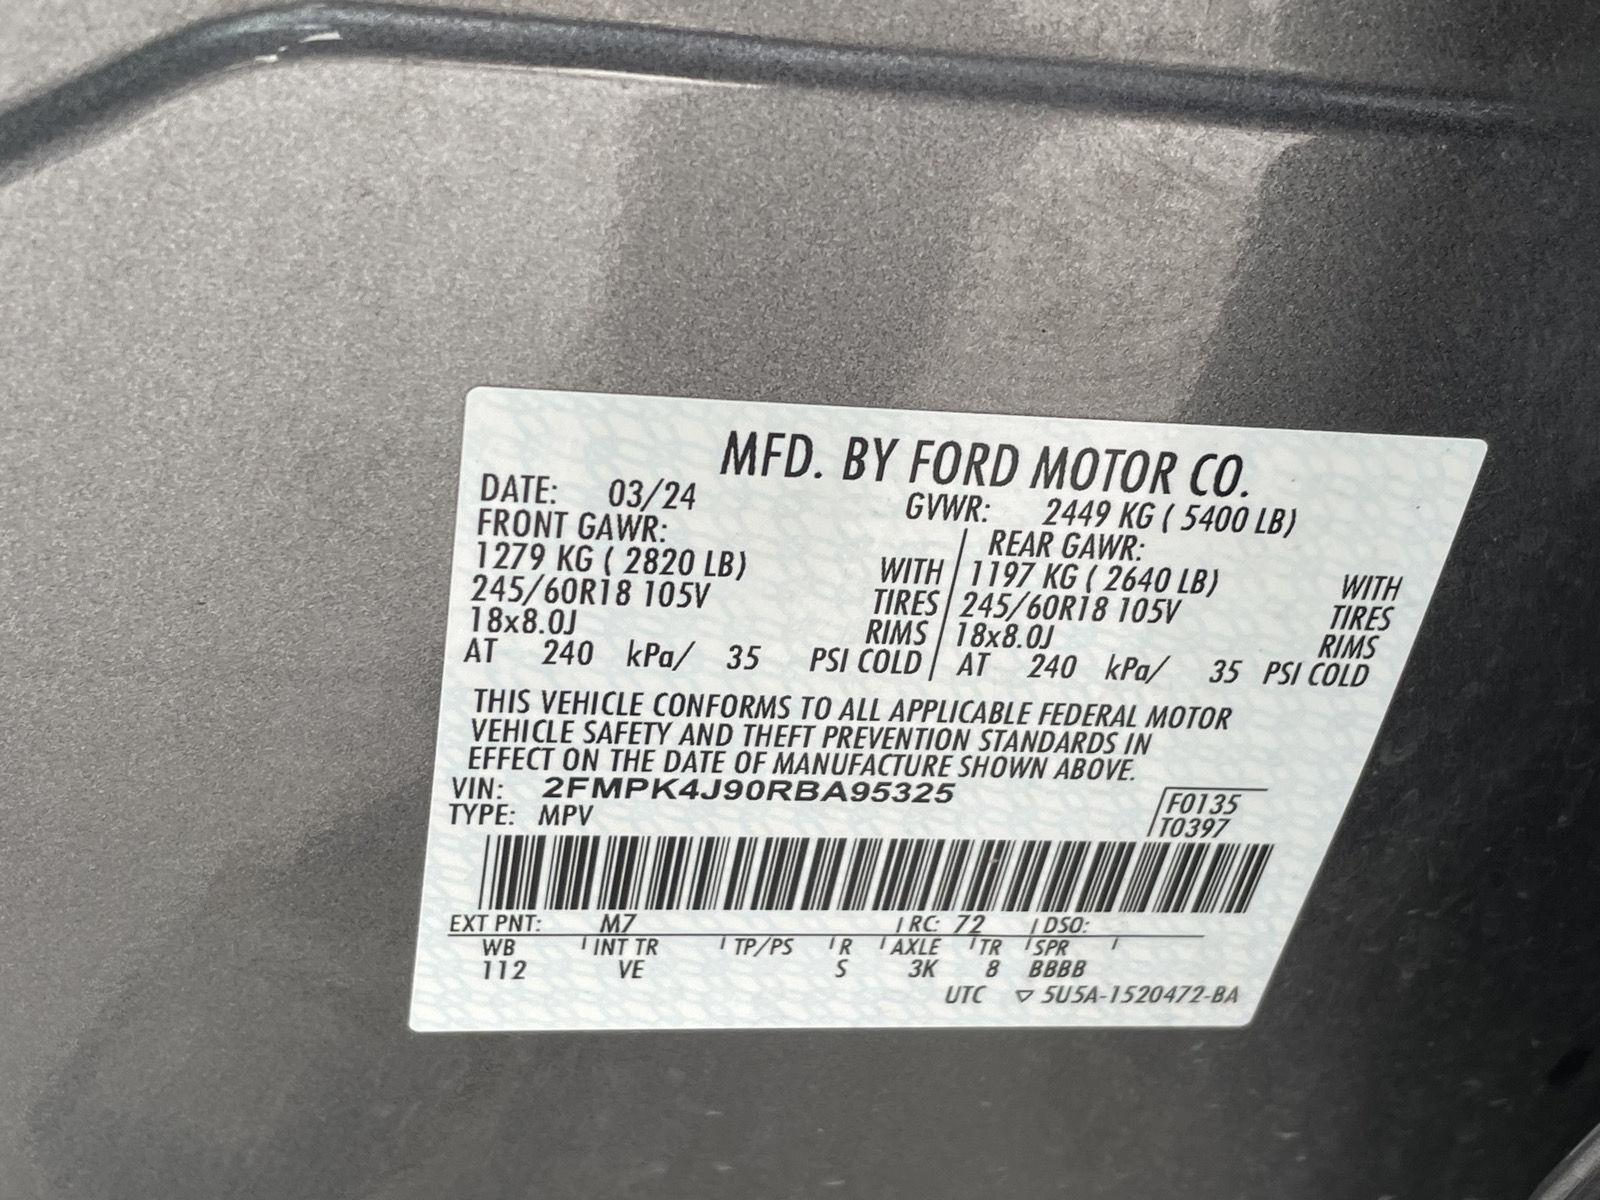 MFD. BY FORD MOTOR CO.
DATE: 03/24 GVWR: 2449 KG ( 5400 LB)
FRONT GAWR: REAR GAWR:
1279 KG ( 2820 LB) WITH 1197 KG ( 2640 LB) WITH
245/60R18 105V TIRES 245/60R18 105V TIRES
18x8.0J RIMS 18x8.0J RIMS
AT 240 kPa/ 35 PSI COLD AT 240 kPa/ 35 PSI COLD
THIS VEHICLE CONFORMS TO ALL APPLICABLE FEDERAL MOTOR
VEHICLE SAFETY AND THEFT PREVENTION STANDARDS IN
EFFECT ON THE DATE OF MANUFACTURE SHOWN ABOVE.
VIN: 2FMPK4J90RBA95325 F0135
TYPE: MPV T0397
EXT PNT: M7 RC: 72 DSO:
WB INT TR TP/PS R AXLE TR SPR
112 VE S 3K 8 BBBB
UTC ▽ 5U5A-1520472-BA